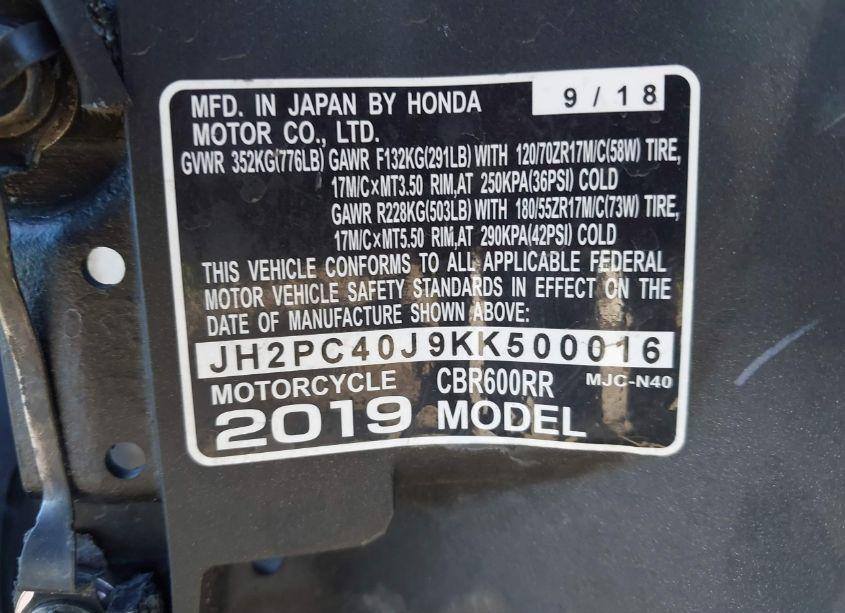 MFD. IN JAPAN BY HONDA 9/18
MOTOR CO., LTD.
GVWR 352KG(776LB) GAWR F132KG(291LB) WITH 120/70ZR17M/C(58W) TIRE,
17M/C×MT3.50 RIM,AT 250KPA(36PSI) COLD
GAWR R228KG(503LB) WITH 180/55ZR17M/C(73W) TIRE,
17M/C×MT5.50 RIM,AT 290KPA(42PSI) COLD
THIS VEHICLE CONFORMS TO ALL APPLICABLE FEDERAL
MOTOR VEHICLE SAFETY STANDARDS IN EFFECT ON THE
DATE OF MANUFACTURE SHOWN ABOVE:
JH2PC40J9KK500016
MOTORCYCLE CBR600RR MJC-N40
2019 MODEL